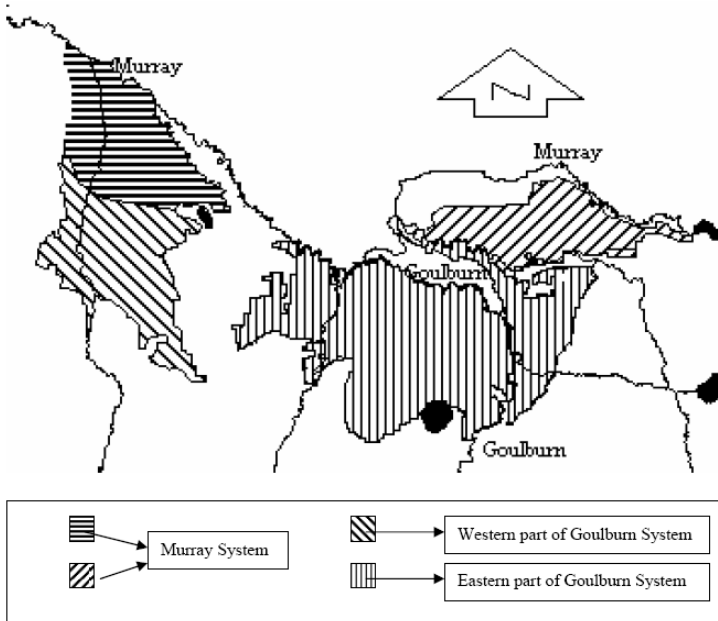 Murray
N
Murray
Goulburn
Goulburn
Murray System
Western part of Goulburn System
Eastern part of Goulburn System